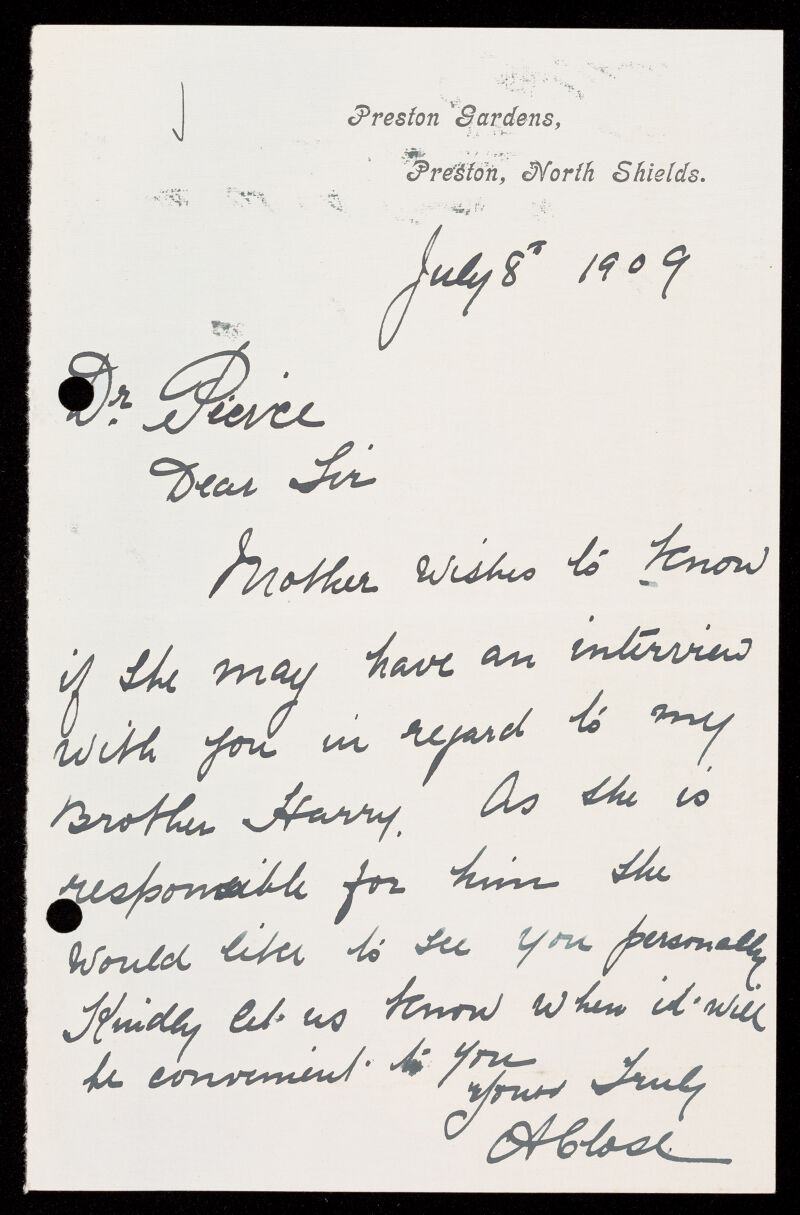 Preston Gardens,
Preston, North Shields.
July 8th 1909
Dr. Pierce
Dear Sir
Mother wishes to know
if she may have an interview
with you in regard to my
Brother Harry. As she is
responsible for him she
would like to see you personally
Kindly let us know when it will
be convenient to you
Yours Truly
A Close